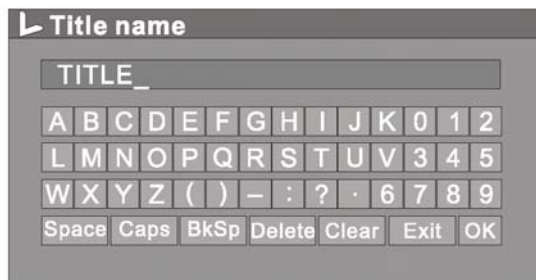 Title name
TITLE_
A B C D E F G H I J K 0 1 2
L M N O P Q R S T U V 3 4 5
W X Y Z ( ) – : ? · 6 7 8 9
Space Caps BkSp Delete Clear Exit OK